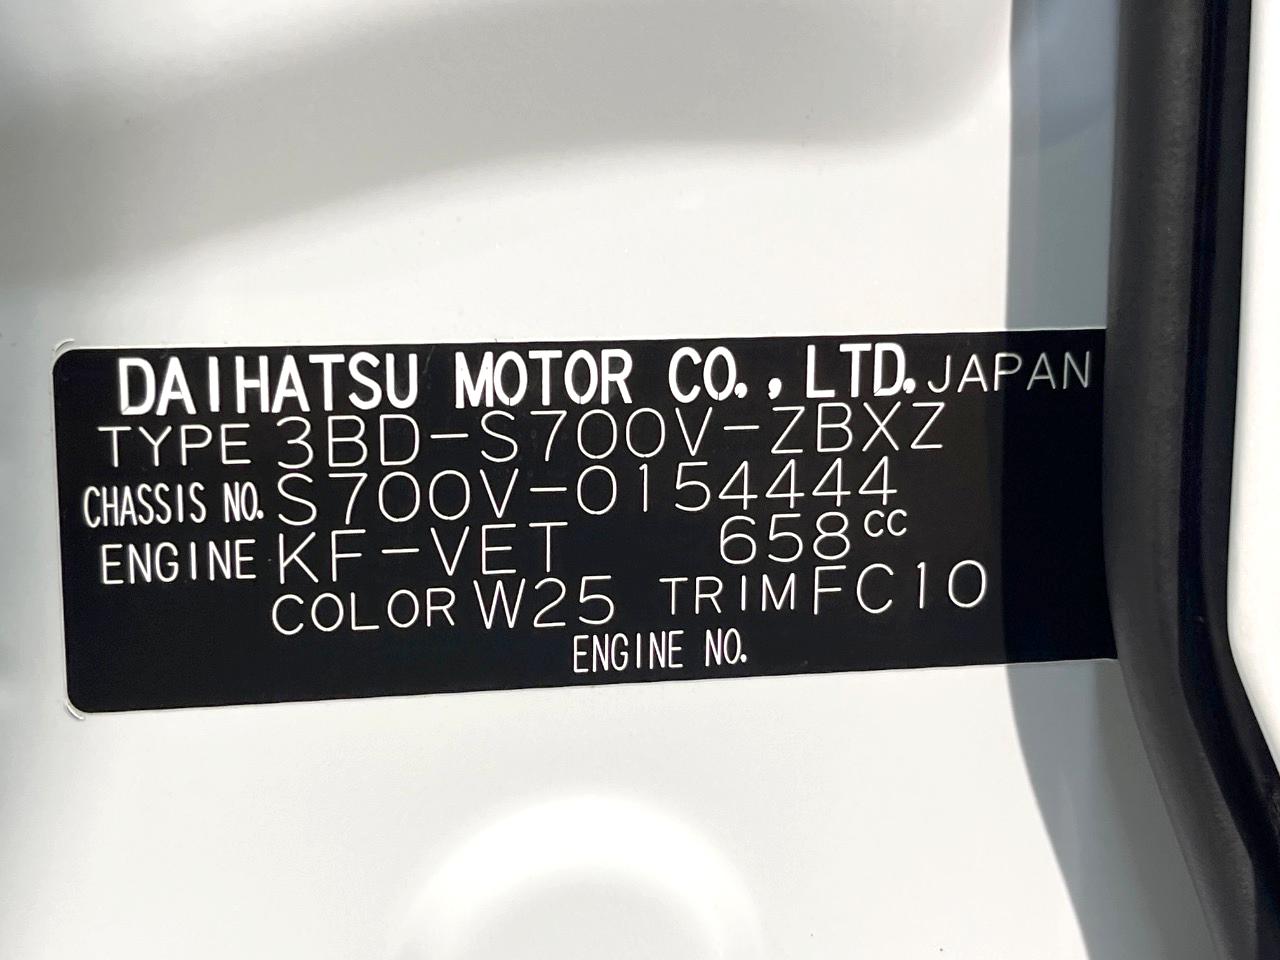 DAIHATSU MOTOR CO., LTD. JAPAN
TYPE 3BD-S700V-ZBXZ
CHASSIS NO. S700V-0154444
ENGINE KF-VET 658CC
COLOR W25 TRIM FC10
ENGINE NO.